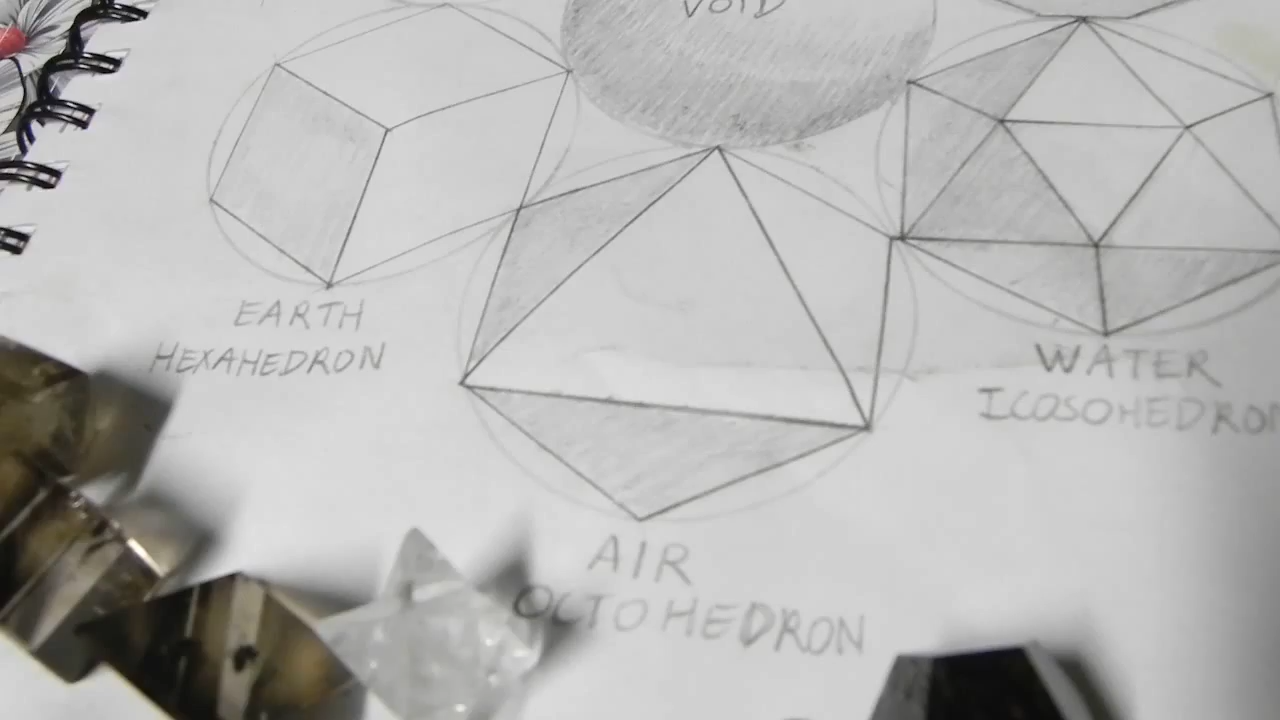 VOID
EARTH
HEXAHEDRON
WATER
ICOSOHEDRON
AIR
OCTOHEDRON